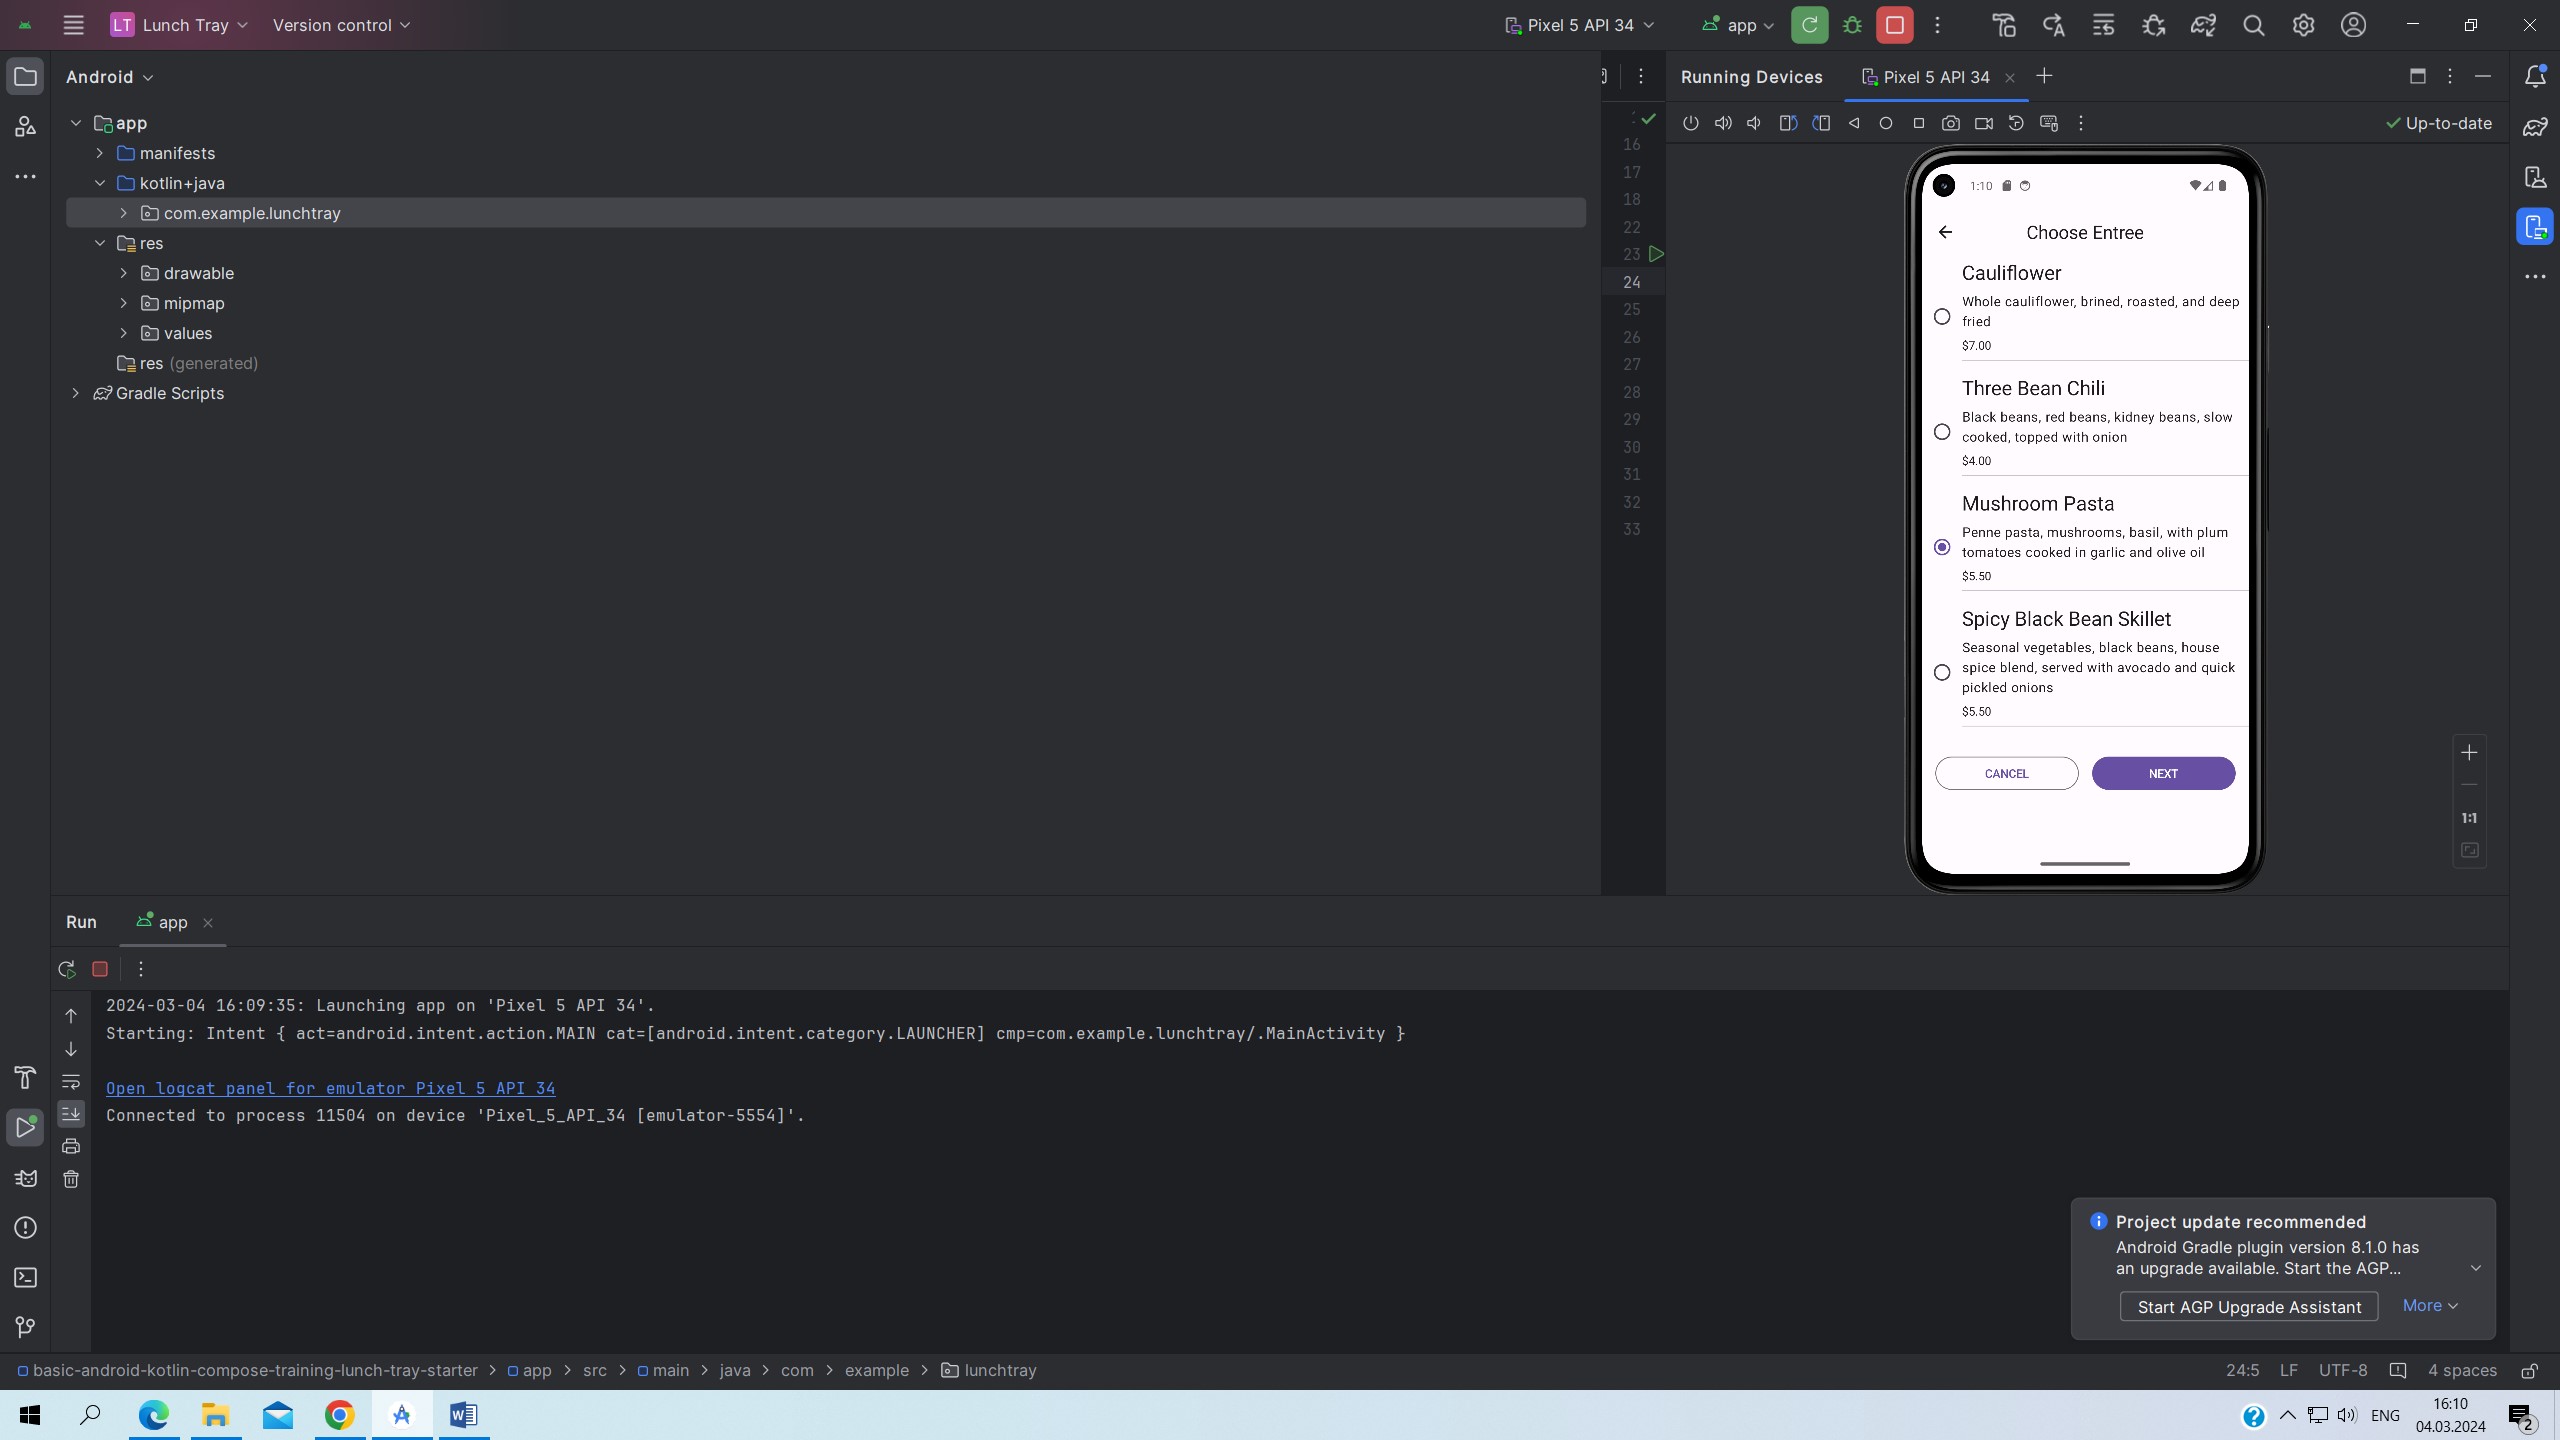 LT Lunch Tray Version control Pixel 5 API 34 app
Android
app
manifests
kotlin+java
com.example.lunchtray
res
drawable
mipmap
values
res (generated)
Gradle Scripts
16
17
18
22
23
24
25
26
27
28
29
30
31
32
33
Running Devices Pixel 5 API 34
Up-to-date
1:10
Choose Entree
Cauliflower
Whole cauliflower, brined, roasted, and deep
fried
$7.00
Three Bean Chili
Black beans, red beans, kidney beans, slow
cooked, topped with onion
$4.00
Mushroom Pasta
Penne pasta, mushrooms, basil, with plum
tomatoes cooked in garlic and olive oil
$5.50
Spicy Black Bean Skillet
Seasonal vegetables, black beans, house
spice blend, served with avocado and quick
pickled onions
$5.50
CANCEL NEXT
1:1
Run app
2024-03-04 16:09:35: Launching app on 'Pixel 5 API 34'.
Starting: Intent { act=android.intent.action.MAIN cat=[android.intent.category.LAUNCHER] cmp=com.example.lunchtray/.MainActivity }
Open logcat panel for emulator Pixel 5 API 34
Connected to process 11504 on device 'Pixel_5_API_34 [emulator-5554]'.
Project update recommended
Android Gradle plugin version 8.1.0 has
an upgrade available. Start the AGP...
Start AGP Upgrade Assistant More
basic-android-kotlin-compose-training-lunch-tray-starter > app > src > main > java > com > example > lunchtray
24:5 LF UTF-8 4 spaces
ENG
16:10
04.03.2024
2